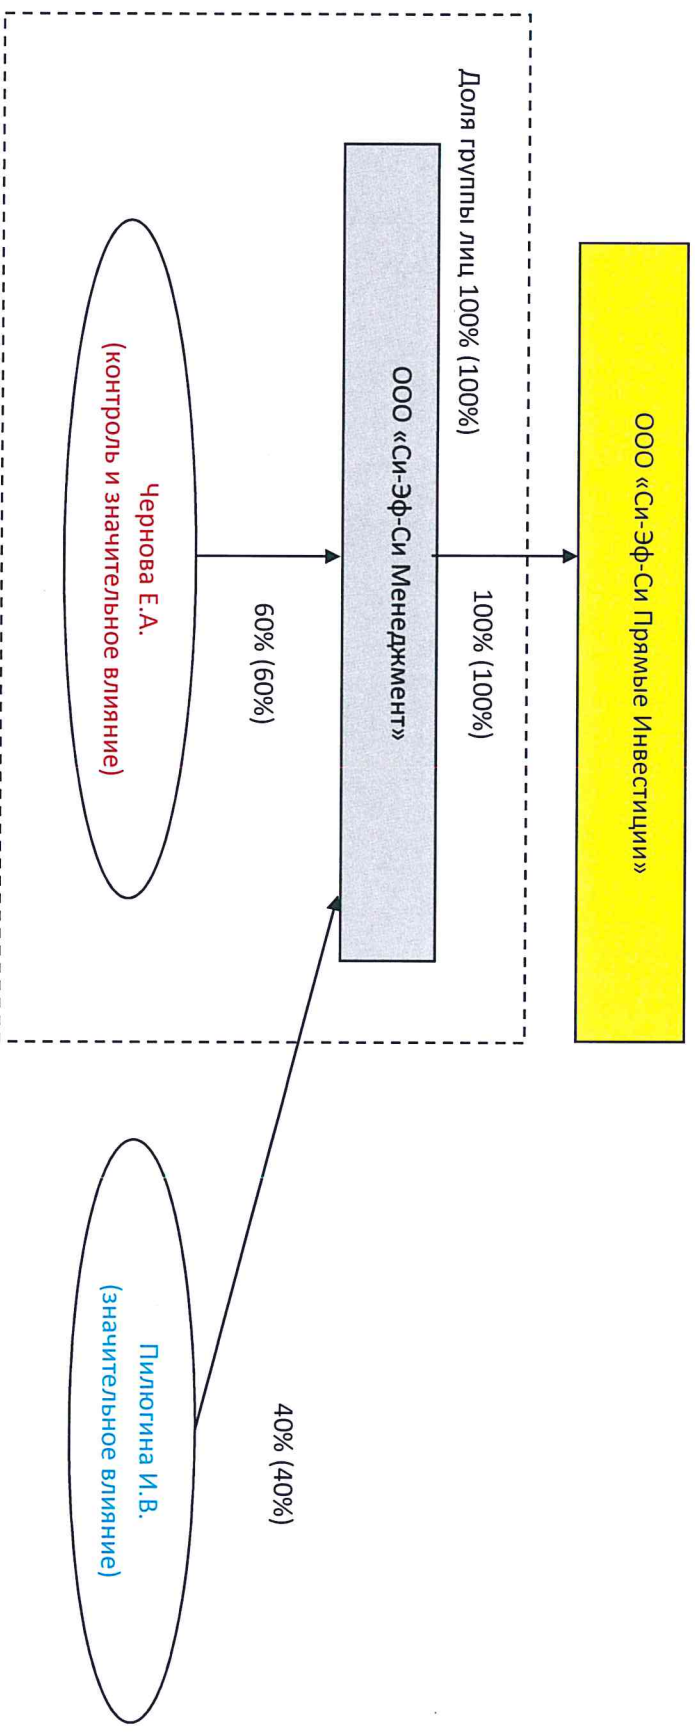 ООО «Си-Эф-Си Прямые Инвестиции»
Доля группы лиц 100% (100%)
100% (100%)
ООО «Си-Эф-Си Менеджмент»
60% (60%)
40% (40%)
Чернова Е.А.
(контроль и значительное влияние)
Пилюгина И.В.
(значительное влияние)